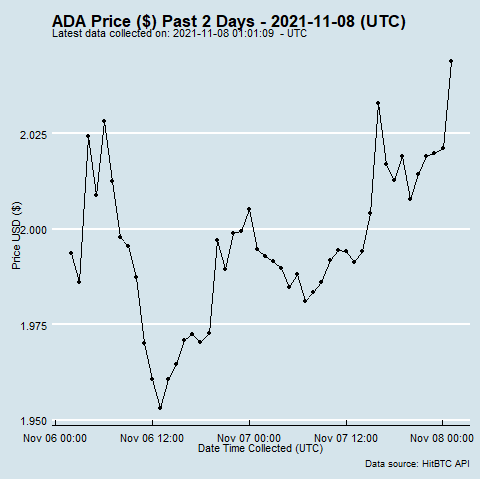 ADA Price ($) Past 2 Days - 2021-11-08 (UTC)
Latest data collected on: 2021-11-08 01:01:09 - UTC
2.025
2.000
1.975
1.950
Price USD ($)
Nov 06 00:00 Nov 06 12:00 Nov 07 00:00 Nov 07 12:00 Nov 08 00:00
Date Time Collected (UTC)
Data source: HitBTC API